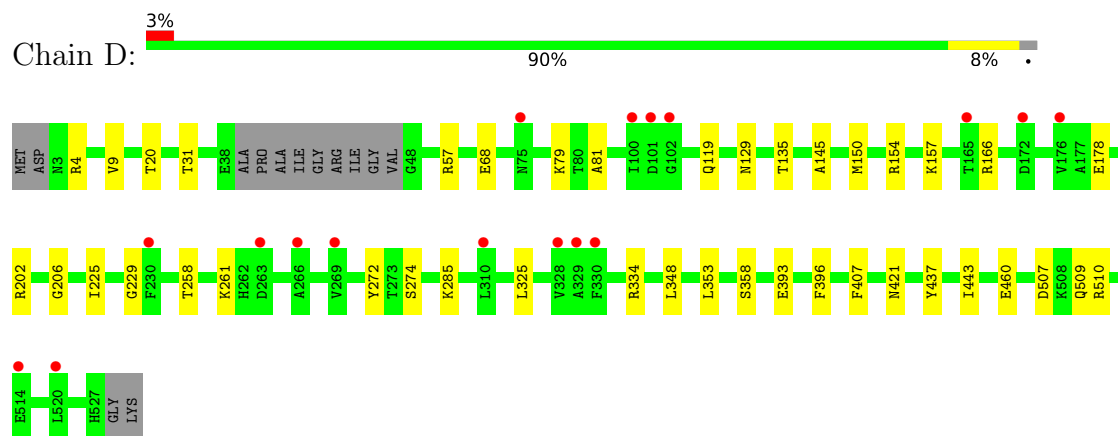 3%
Chain D:
90% 8% •
MET ASP N3 R4 V9 T20 T31 E38 ALA PRO ALA ILE GLY ARG ILE GLY VAL G48 R57 E68 N75 K79 T80 A81 I100 D101 G102 Q119 N129 T135 A145 M150 R154 K157 T165 R166 D172 V176 A177 E178
R202 G206 I225 G229 F230 T258 K261 H262 D263 A266 V269 Y272 T273 S274 K285 L310 L325 V328 A329 F330 R334 L348 L353 S358 E393 F396 F407 N421 Y437 I443 E460 D507 K508 Q509 R510
E514 L520 H527 GLY LYS